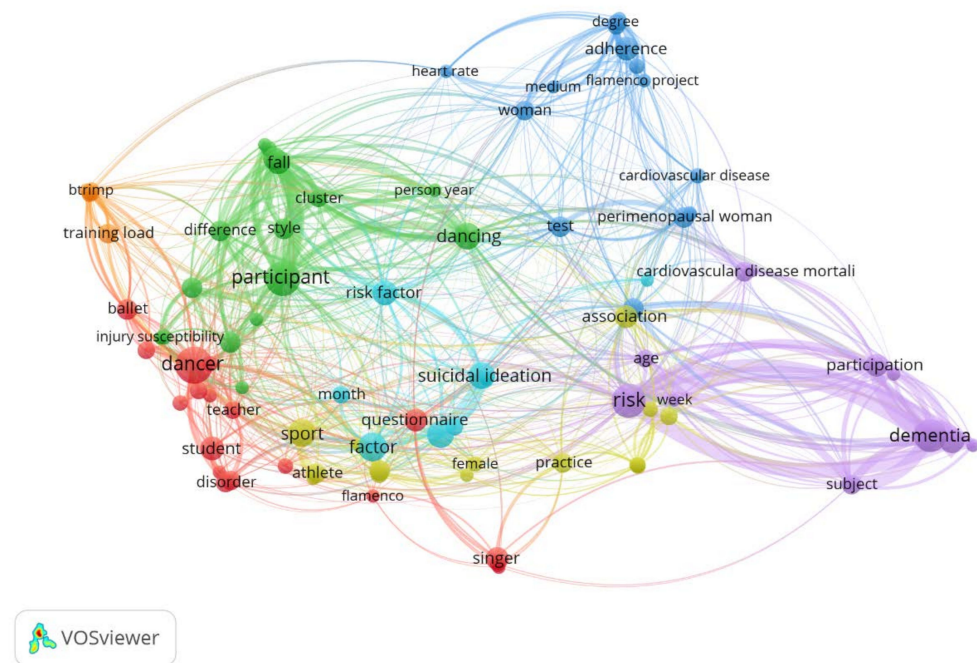 degree
adherence
heart rate
flamenco project
medium
woman
fall
cardiovascular disease
btrimp
person year
cluster
perimenopausal woman
training load
difference
style
test
dancing
participant
cardiovascular disease mortali
risk factor
ballet
association
injury susceptibility
dancer
age
participation
suicidal ideation
month
risk
week
teacher
questionnaire
sport
dementia
student
factor
female
practice
disorder
athlete
subject
flamenco
singer
VOSviewer